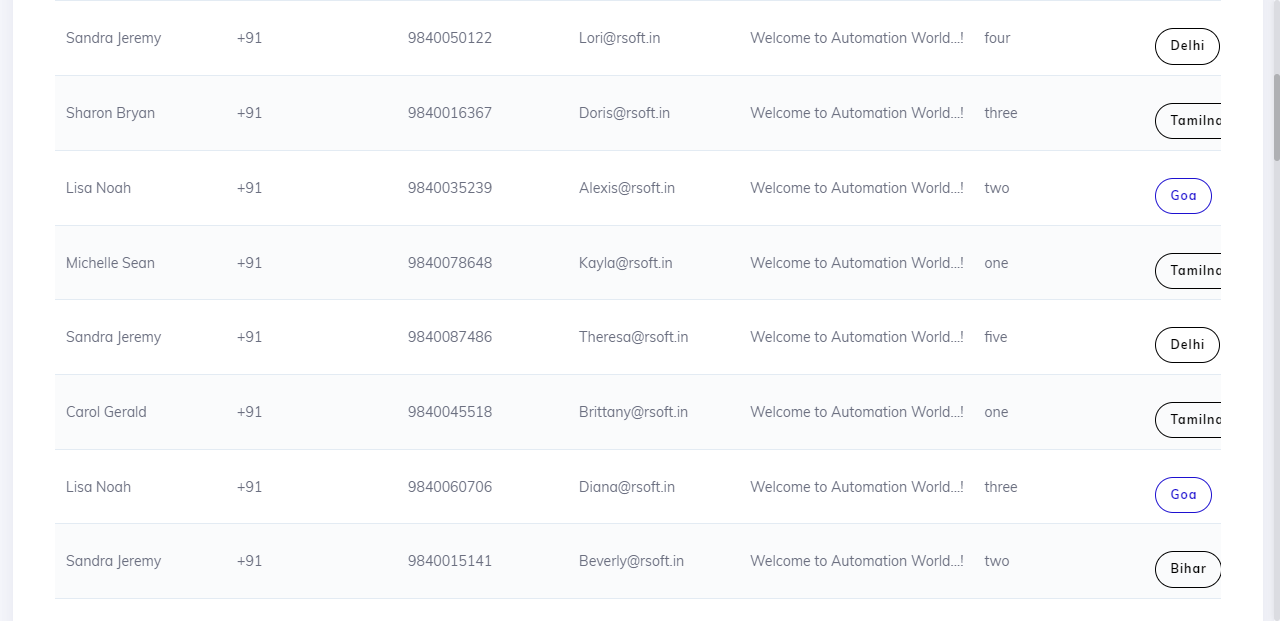 Sandra Jeremy +91 9840050122 Lori@rsoft.in Welcome to Automation World...! four Delhi
Sharon Bryan +91 9840016367 Doris@rsoft.in Welcome to Automation World...! three
Lisa Noah +91 9840035239 Alexis@rsoft.in Welcome to Automation World...! two Goa
Michelle Sean +91 9840078648 Kayla@rsoft.in Welcome to Automation World...! one
Sandra Jeremy +91 9840087486 Theresa@rsoft.in Welcome to Automation World...! five Delhi
Carol Gerald +91 9840045518 Brittany@rsoft.in Welcome to Automation World...! one
Lisa Noah +91 9840060706 Diana@rsoft.in Welcome to Automation World...! three Goa
Sandra Jeremy +91 9840015141 Beverly@rsoft.in Welcome to Automation World...! two Bihar